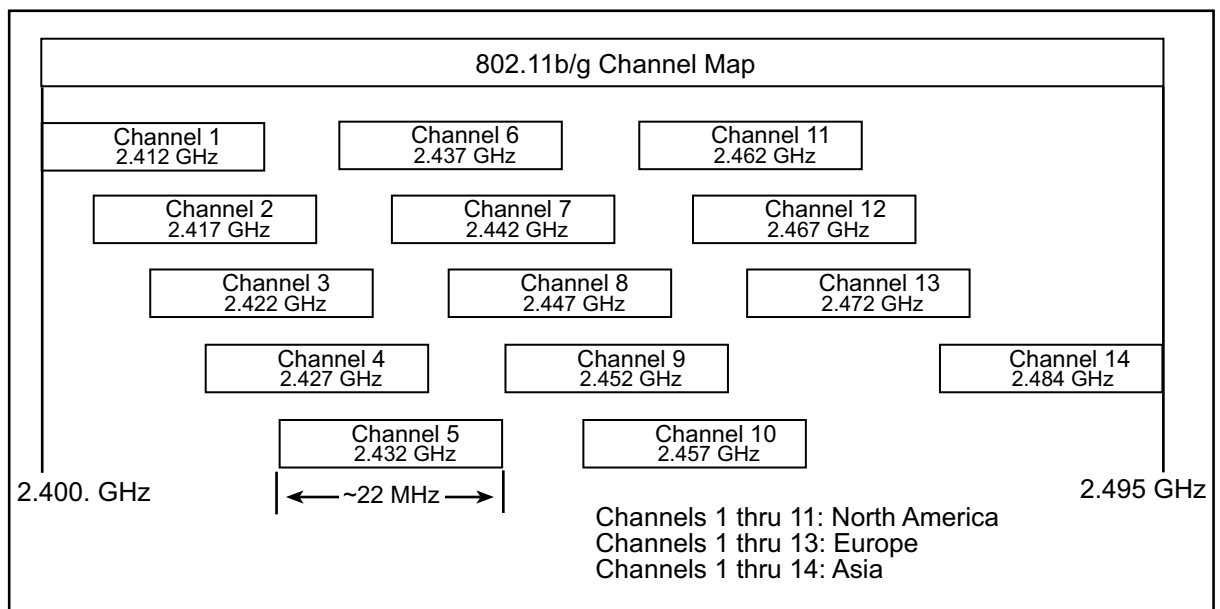 802.11b/g Channel Map
Channel 1
2.412 GHz
Channel 6
2.437 GHz
Channel 11
2.462 GHz
Channel 2
2.417 GHz
Channel 7
2.442 GHz
Channel 12
2.467 GHz
Channel 3
2.422 GHz
Channel 8
2.447 GHz
Channel 13
2.472 GHz
Channel 4
2.427 GHz
Channel 9
2.452 GHz
Channel 14
2.484 GHz
Channel 5
2.432 GHz
Channel 10
2.457 GHz
2.400. GHz
~22 MHz
2.495 GHz
Channels 1 thru 11: North America
Channels 1 thru 13: Europe
Channels 1 thru 14: Asia